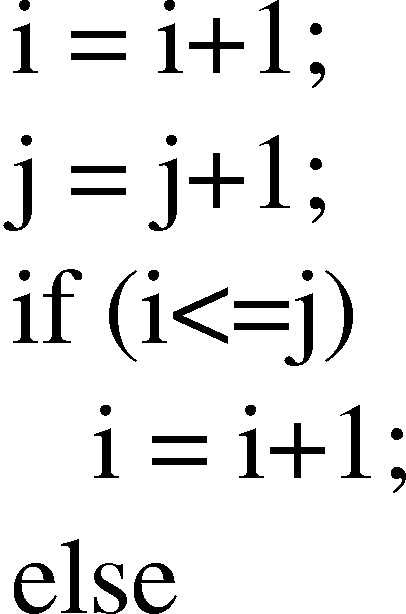 i = i+1;
j = j+1;
if (i<=j)
i = i+1;
else